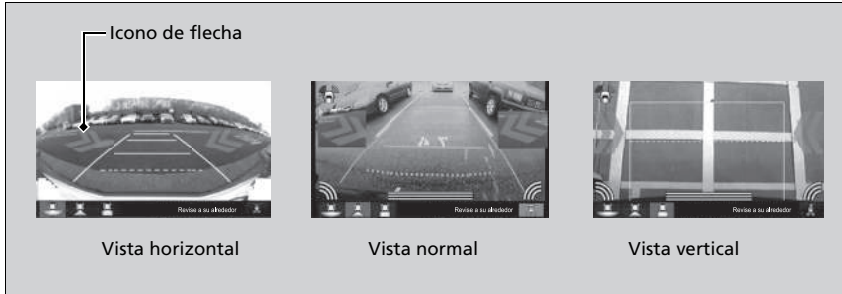 Icono de flecha
Revise a su alrededor
Revise a su alrededor
Revise a su alrededor
Vista horizontal
Vista normal
Vista vertical